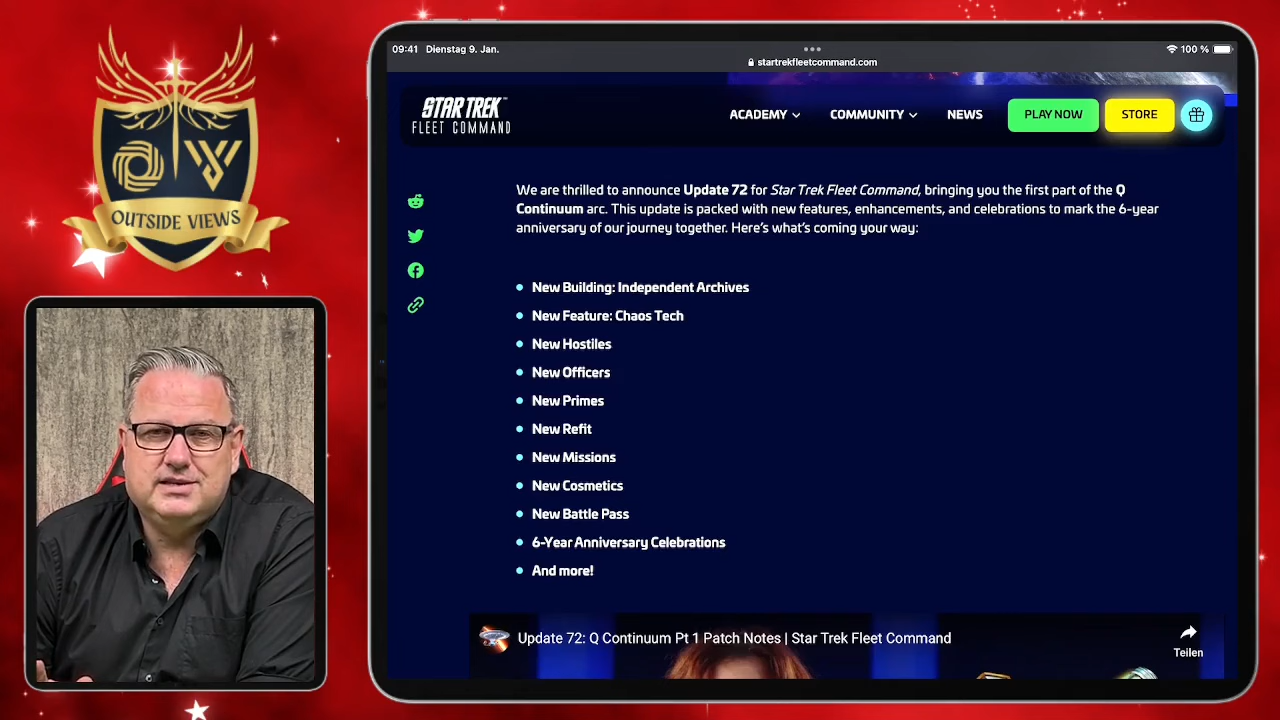 OUTSIDE VIEWS
09:41 Dienstag 9. Jan.
100 %
startrekfleetcommand.com
STAR TREK™
FLEET COMMAND
ACADEMY
COMMUNITY
NEWS
PLAY NOW
STORE
We are thrilled to announce Update 72 for Star Trek Fleet Command, bringing you the first part of the Q
Continuum arc. This update is packed with new features, enhancements, and celebrations to mark the 6-year
anniversary of our journey together. Here's what's coming your way:
New Building: Independent Archives
New Feature: Chaos Tech
New Hostiles
New Officers
New Primes
New Refit
New Missions
New Cosmetics
New Battle Pass
6-Year Anniversary Celebrations
And more!
Update 72: Q Continuum Pt 1 Patch Notes | Star Trek Fleet Command
Teilen